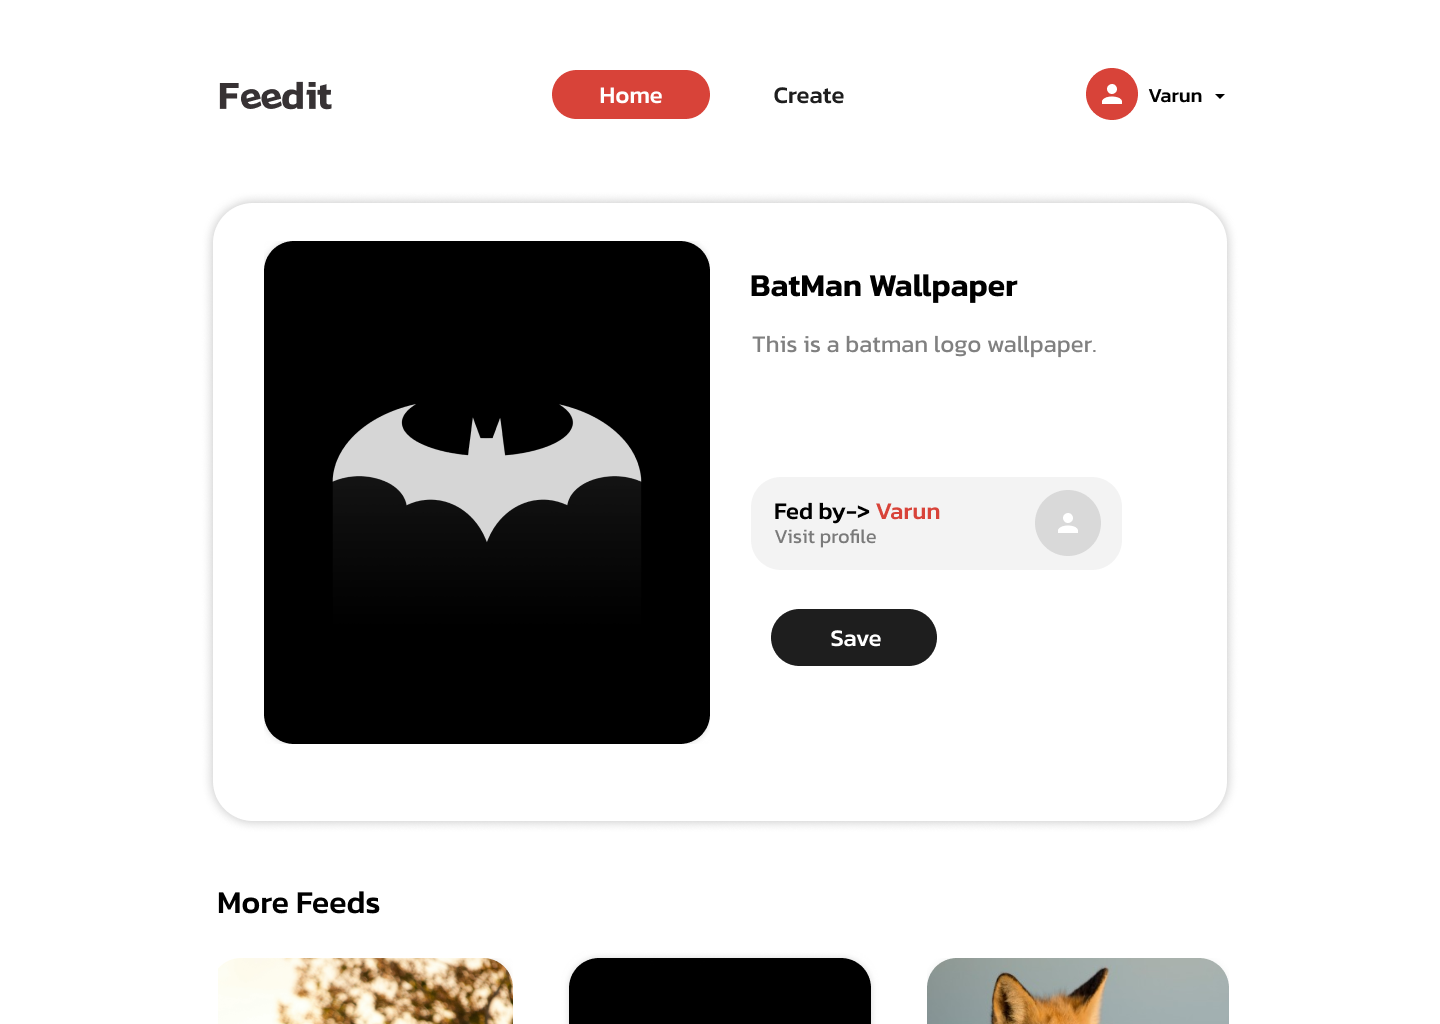 Feedit
Home
Create
Varun
BatMan Wallpaper
This is a batman logo wallpaper.
Fed by-> Varun
Visit profile
Save
More Feeds